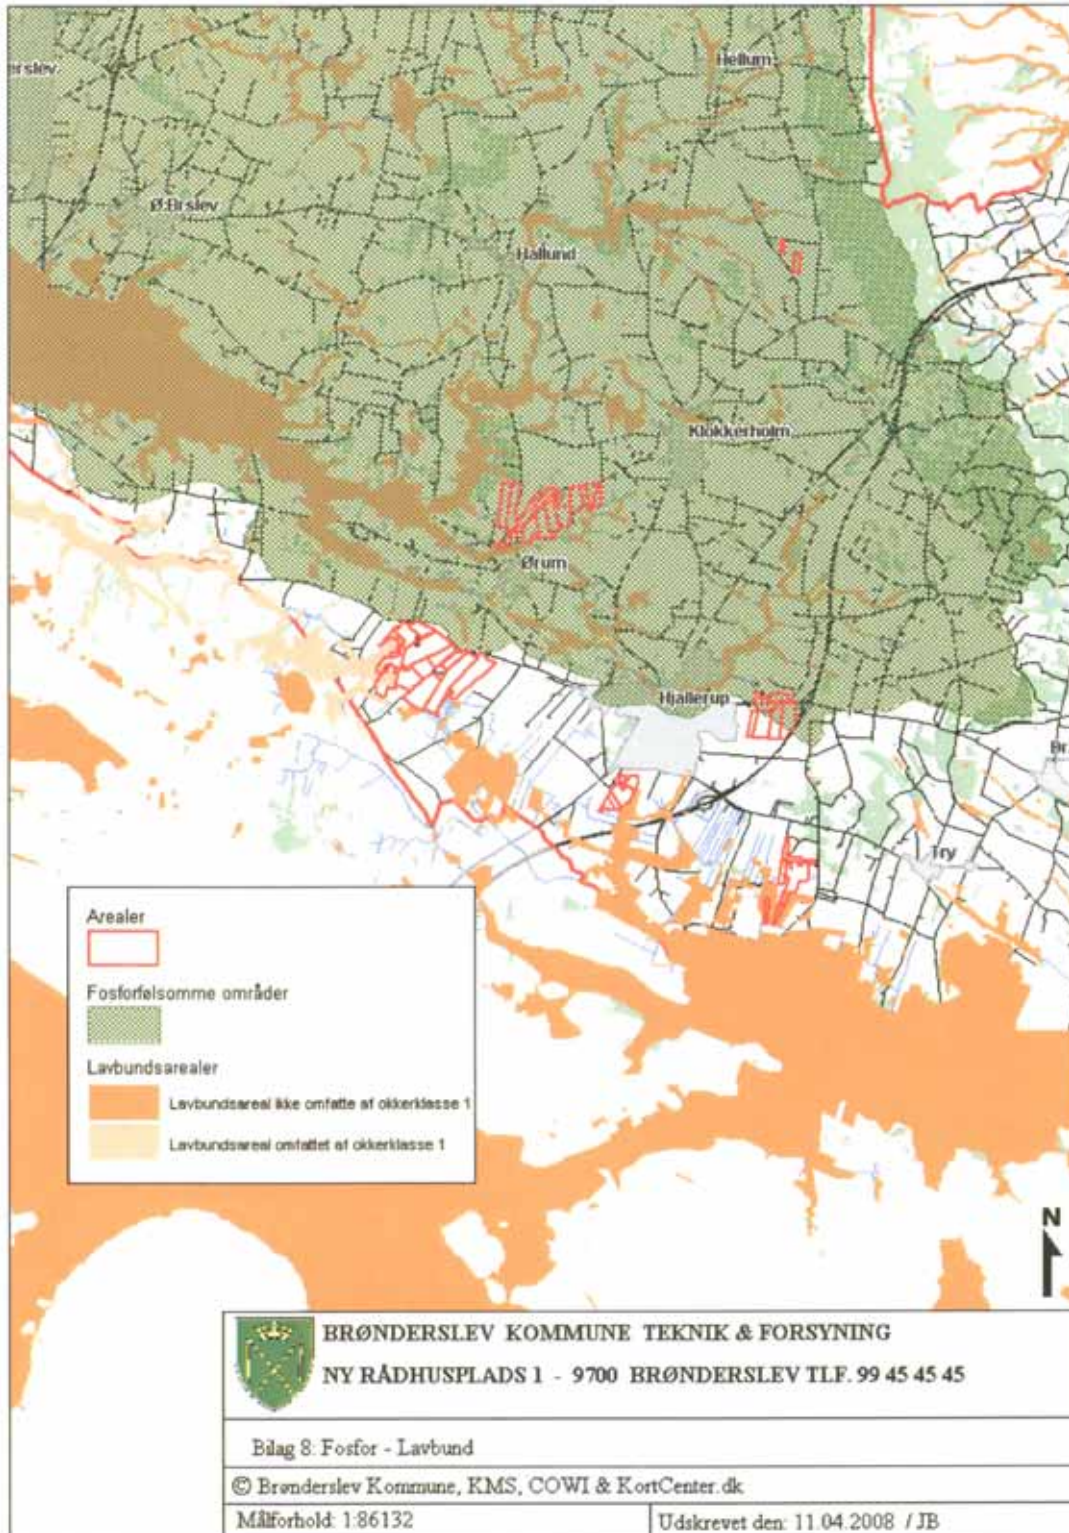 Hellum
erslev
Ø.Brslev
Hallund
Klokkerholm
Ørum
Hjallerup
Br
Try
Arealer
Fosforfølsomme områder
Lavbundsarealer
Lavbundsareal ikke omfatte af okkerklasse 1
Lavbundsareal omfattet af okkerklasse 1
N
BRØNDERSLEV KOMMUNE TEKNIK & FORSYNING
NY RÅDHUSPLADS 1 - 9700 BRØNDERSLEV TLF. 99 45 45 45
Bilag 8: Fosfor - Lavbund
© Brønderslev Kommune, KMS, COWI & KortCenter.dk
Målforhold: 1:86132
Udskrevet den: 11.04.2008 / JB